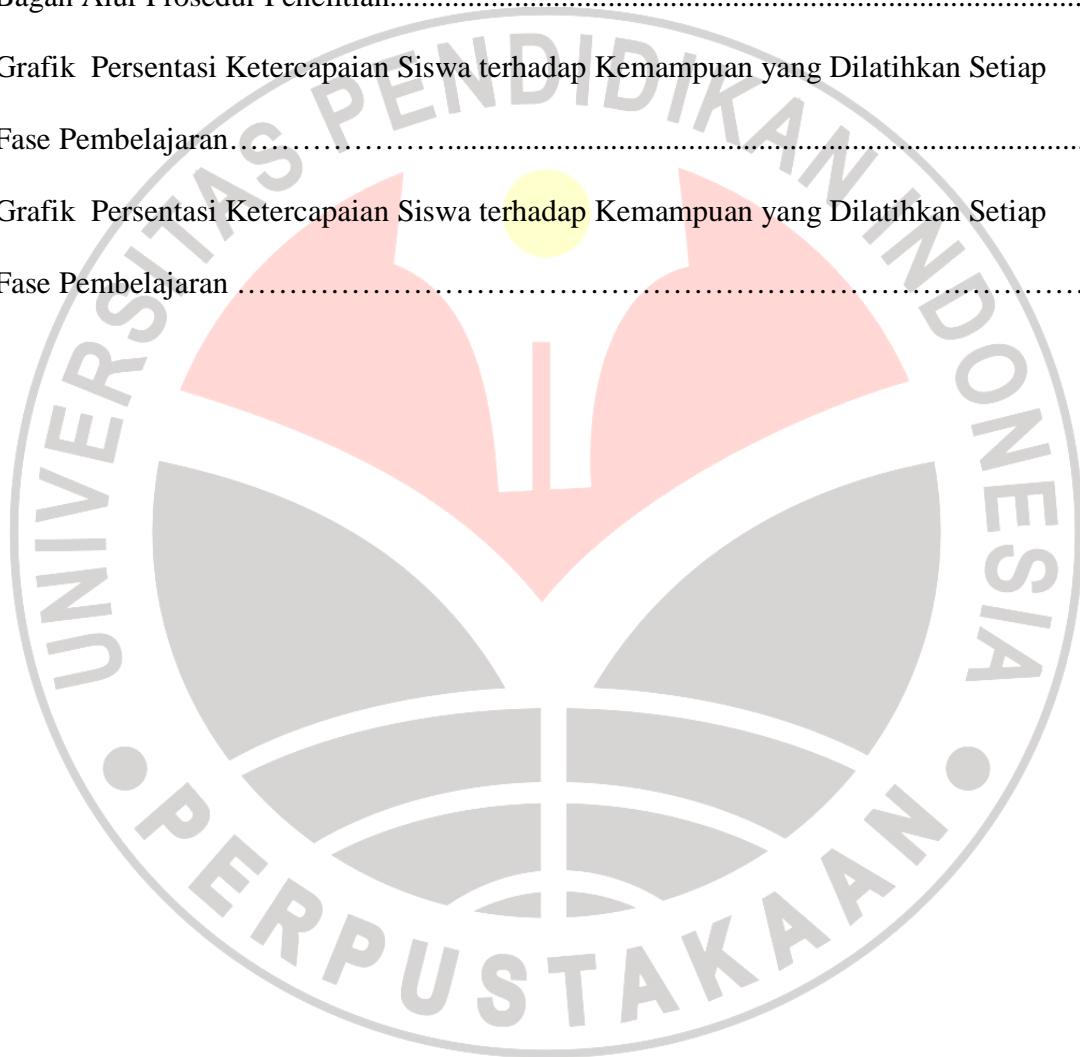 Bagan Alur Prosedur Penelitian..............................................................................................
Grafik Persentasi Ketercapaian Siswa terhadap Kemampuan yang Dilatihkan Setiap
Fase Pembelajaran…………………......................................................................................
Grafik Persentasi Ketercapaian Siswa terhadap Kemampuan yang Dilatihkan Setiap
Fase Pembelajaran …………………………………………………………………………
UNIVERSITAS PENDIDIKAN INDONESIA
PERPUSTAKAAN